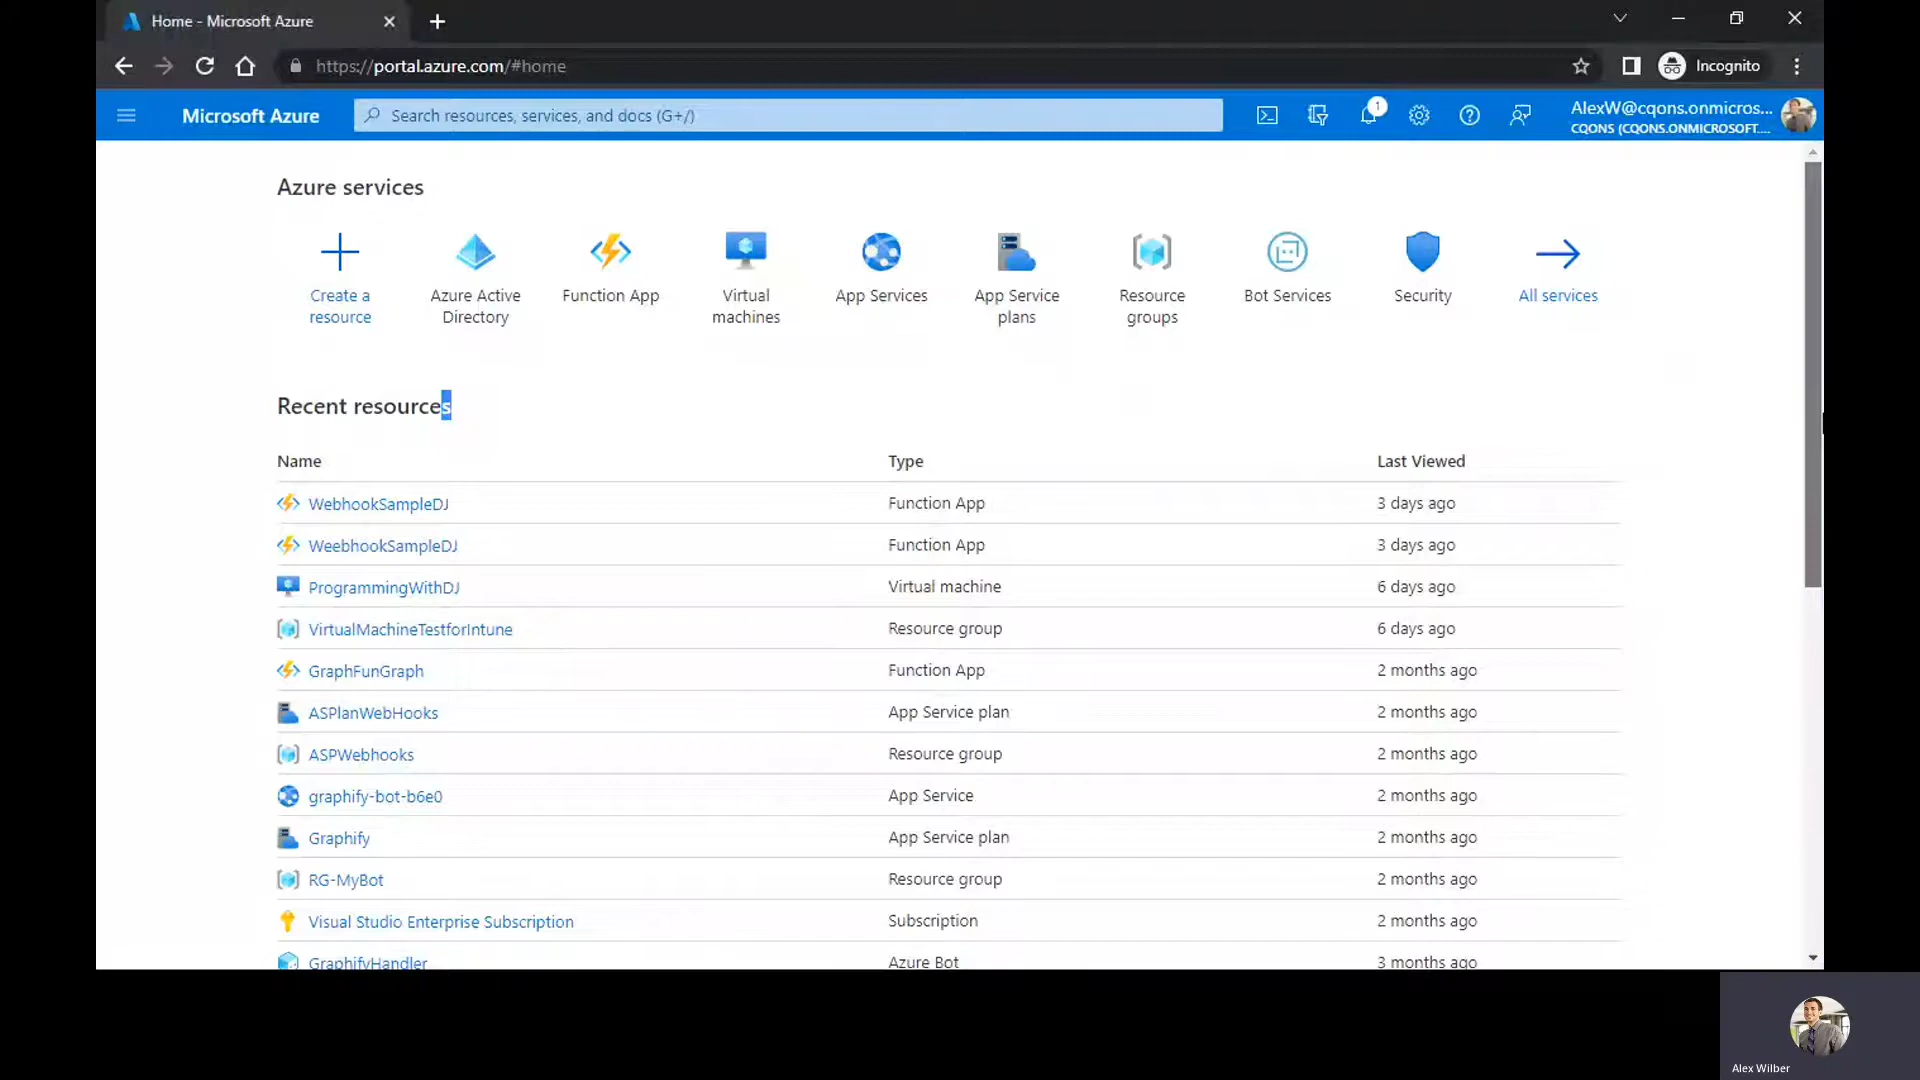 Home - Microsoft Azure
https://portal.azure.com/#home
Incognito
Microsoft Azure
Search resources, services, and docs (G+/)
1
AlexW@cqons.onmicros...
CQONS (CQONS.ONMICROSOFT....
Azure services
Create a resource
Azure Active Directory
Function App
Virtual machines
App Services
App Service plans
Resource groups
Bot Services
Security
All services
Recent resources
Name Type Last Viewed
WebhookSampleDJ Function App 3 days ago
WeebhookSampleDJ Function App 3 days ago
ProgrammingWithDJ Virtual machine 6 days ago
VirtualMachineTestforIntune Resource group 6 days ago
GraphFunGraph Function App 2 months ago
ASPlanWebHooks App Service plan 2 months ago
ASPWebhooks Resource group 2 months ago
graphify-bot-b6e0 App Service 2 months ago
Graphify App Service plan 2 months ago
RG-MyBot Resource group 2 months ago
Visual Studio Enterprise Subscription Subscription 2 months ago
GraphifyHandler Azure Bot 3 months ago
Alex Wilber